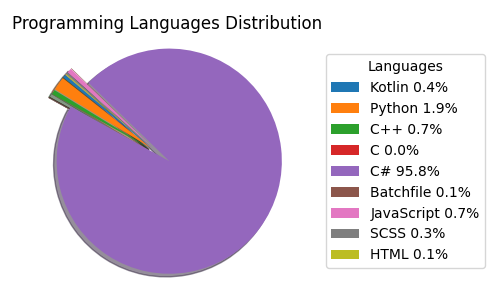 Programming Languages Distribution
Languages
Kotlin 0.4%
Python 1.9%
C++ 0.7%
C 0.0%
C# 95.8%
Batchfile 0.1%
JavaScript 0.7%
SCSS 0.3%
HTML 0.1%